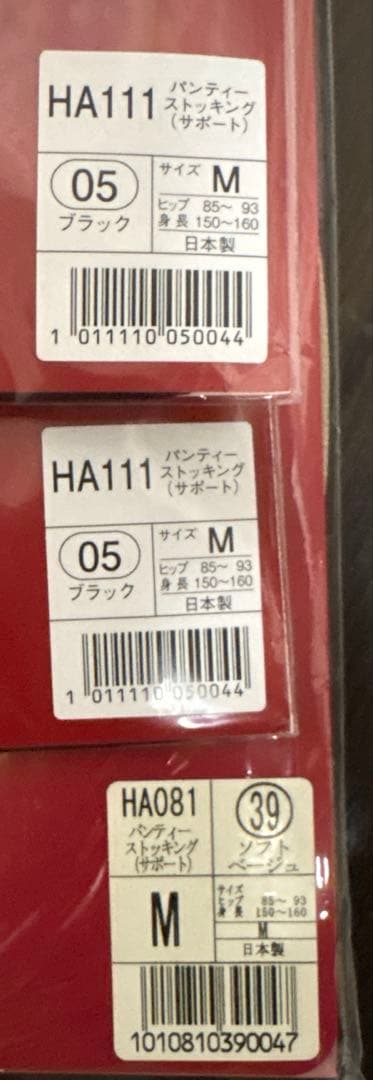 HA111
パンティー
ストッキング
(サポート)
05
ブラック
サイズ M
ヒップ 85〜 93
身長 150〜160
日本製
1 011110 050044
HA111
パンティー
ストッキング
(サポート)
05
ブラック
サイズ M
ヒップ 85〜 93
身長 150〜160
日本製
1 011110 050044
HA081
パンティー
ストッキング
(サポート)
39
ソフト
ベージュ
M
サイズ
ヒップ 85〜 93
身長 150〜160
M
日本製
1010810390047